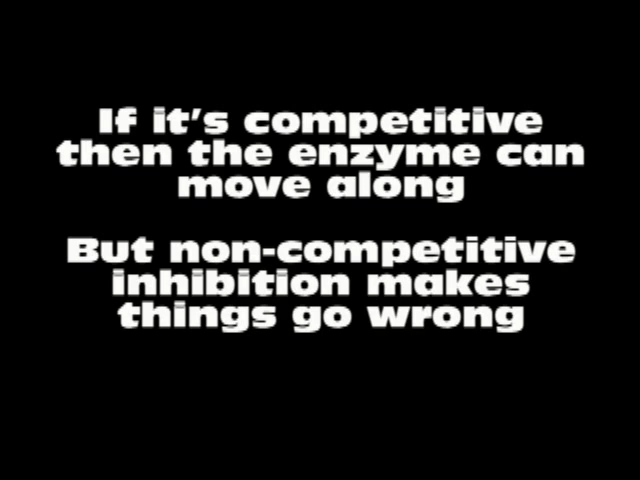 If it's competitive
then the enzyme can
move along
But non-competitive
inhibition makes
things go wrong